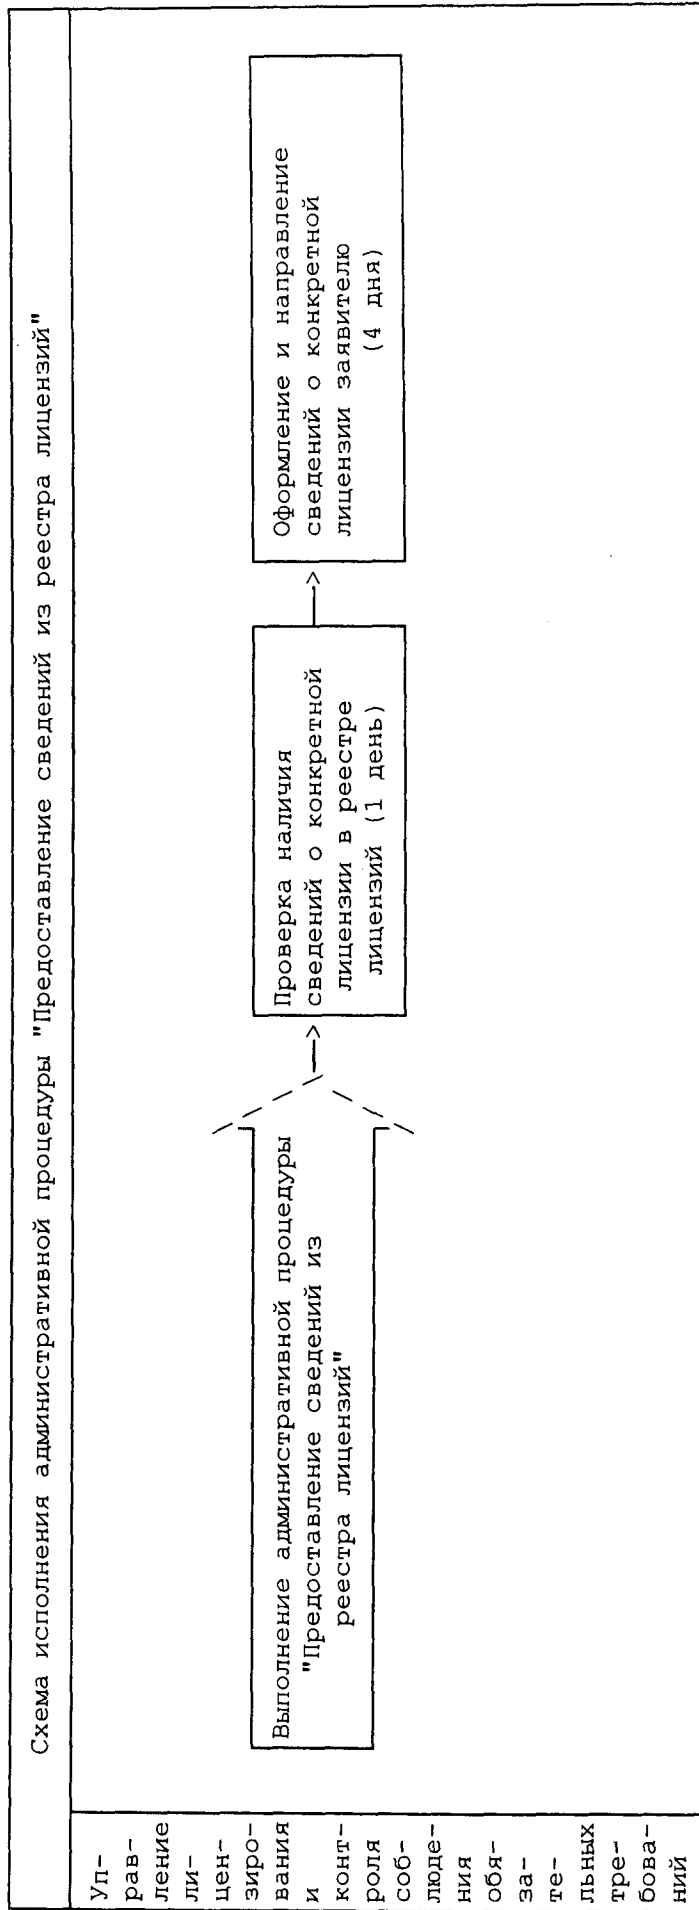 Схема исполнения административной процедуры "Предоставление сведений из реестра лицензий"
Уп-
рав-
ление
ли-
цен-
зиро-
вания
и
конт-
роля
соб-
люде-
ния
обя-
за-
те-
льных
тре-
бова-
ний
Выполнение административной процедуры
"Предоставление сведений из
реестра лицензий"
Проверка наличия
сведений о конкретной
лицензии в реестре
лицензий (1 день)
Оформление и направление
сведений о конкретной
лицензии заявителю
(4 дня)